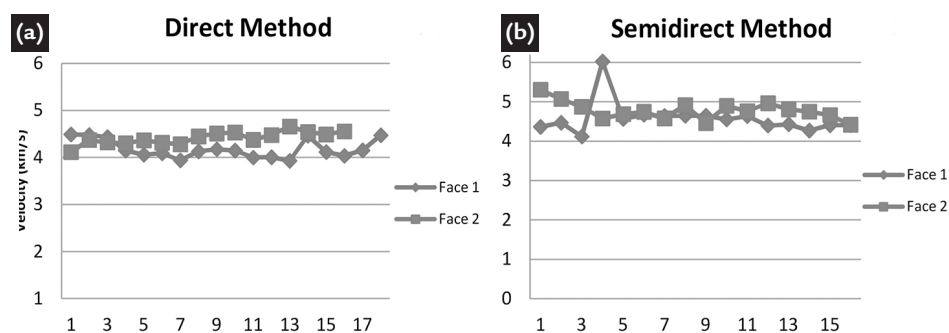 (a)
Direct Method
6
5
4
3
2
1
Velocity (km/s)
1 3 5 7 9 11 13 15 17
Face 1
Face 2
(b)
Semidirect Method
6
5
4
3
2
1
0
1 3 5 7 9 11 13 15
Face 1
Face 2